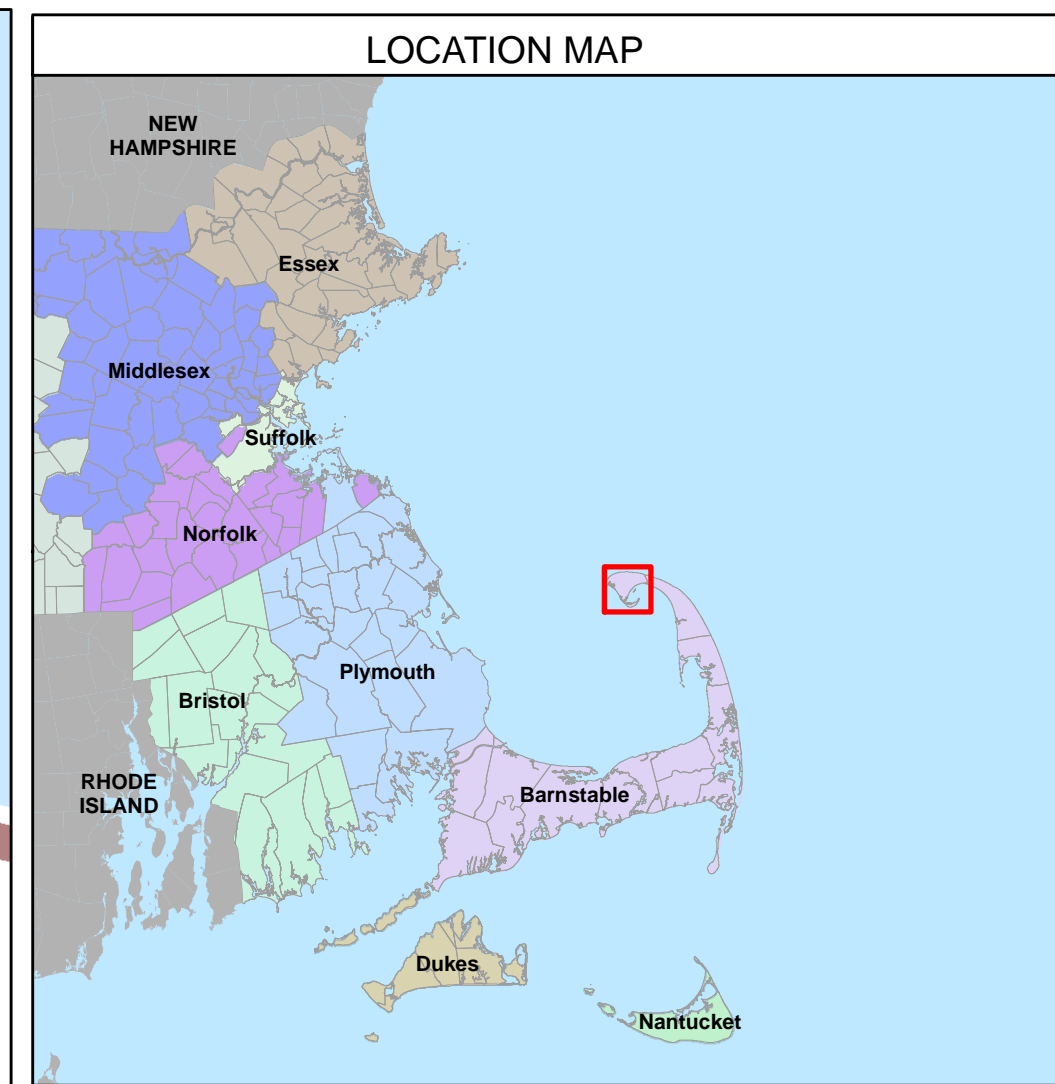 LOCATION MAP
NEW
HAMPSHIRE
Essex
Middlesex
Suffolk
Norfolk
Plymouth
Bristol
RHODE
ISLAND
Barnstable
Dukes
Nantucket